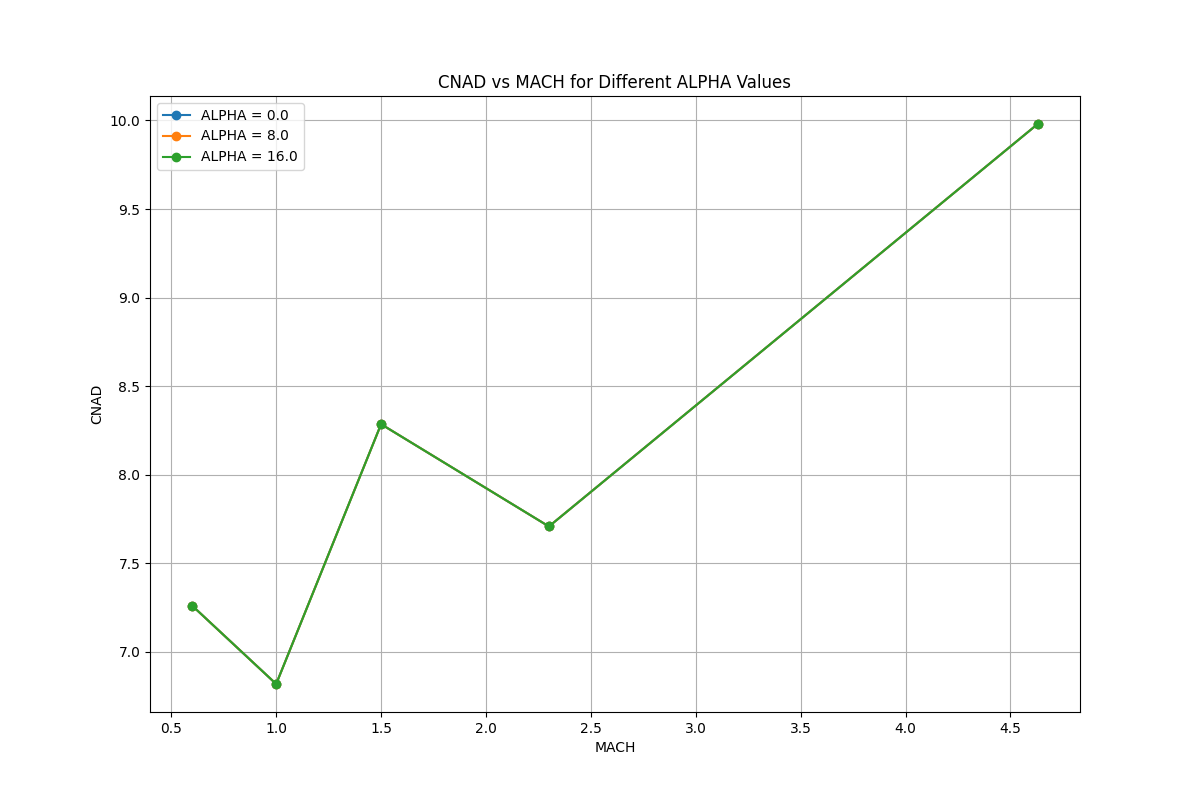 CNAD vs MACH for Different ALPHA Values
ALPHA = 0.0
ALPHA = 8.0
ALPHA = 16.0
10.0
9.5
9.0
8.5
8.0
7.5
7.0
CNAD
0.5 1.0 1.5 2.0 2.5 3.0 3.5 4.0 4.5
MACH